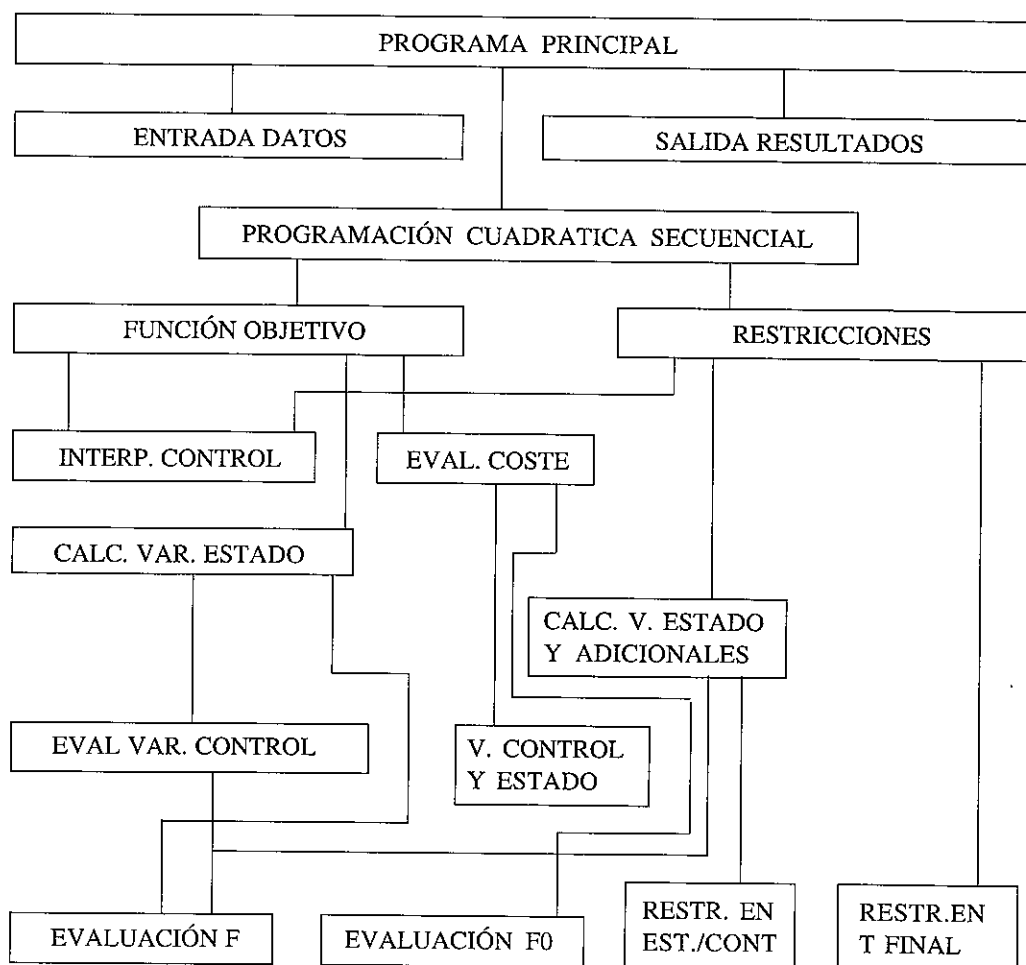 PROGRAMA PRINCIPAL
ENTRADA DATOS
SALIDA RESULTADOS
PROGRAMACIÓN CUADRATICA SECUENCIAL
FUNCIÓN OBJETIVO
RESTRICCIONES
INTERP. CONTROL
EVAL. COSTE
CALC. VAR. ESTADO
CALC. V. ESTADO
Y ADICIONALES
EVAL VAR. CONTROL
V. CONTROL
Y ESTADO
EVALUACIÓN F
EVALUACIÓN F0
RESTR. EN
EST./CONT
RESTR.EN
T FINAL